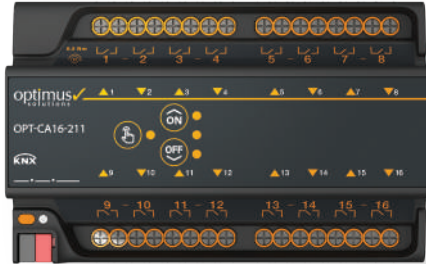 1 - 2 3 - 4 5 - 6 7 - 8
optimus
solutions
1 2 3 4 5 6 7 8
OPT-CA16-211
ON
OFF
KNX
9 10 11 12 13 14 15 16
9 - 10 11 - 12 13 - 14 15 - 16